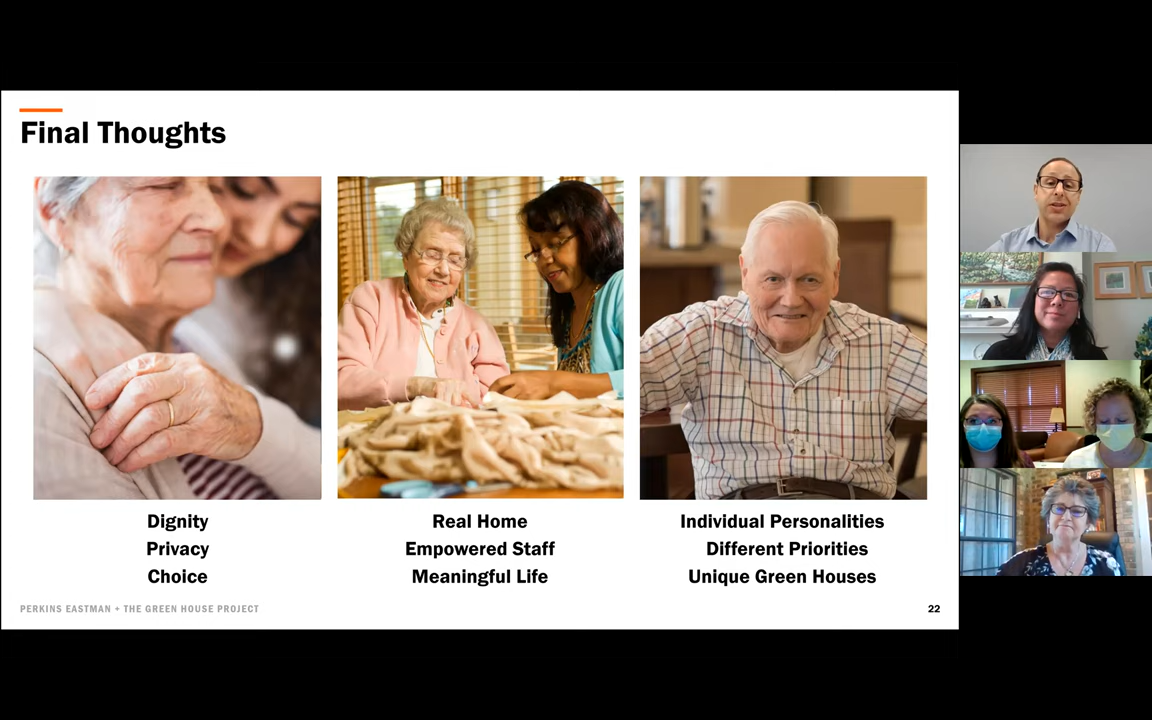 Final Thoughts
Dignity
Privacy
Choice
Real Home
Empowered Staff
Meaningful Life
Individual Personalities
Different Priorities
Unique Green Houses
PERKINS EASTMAN + THE GREEN HOUSE PROJECT
22